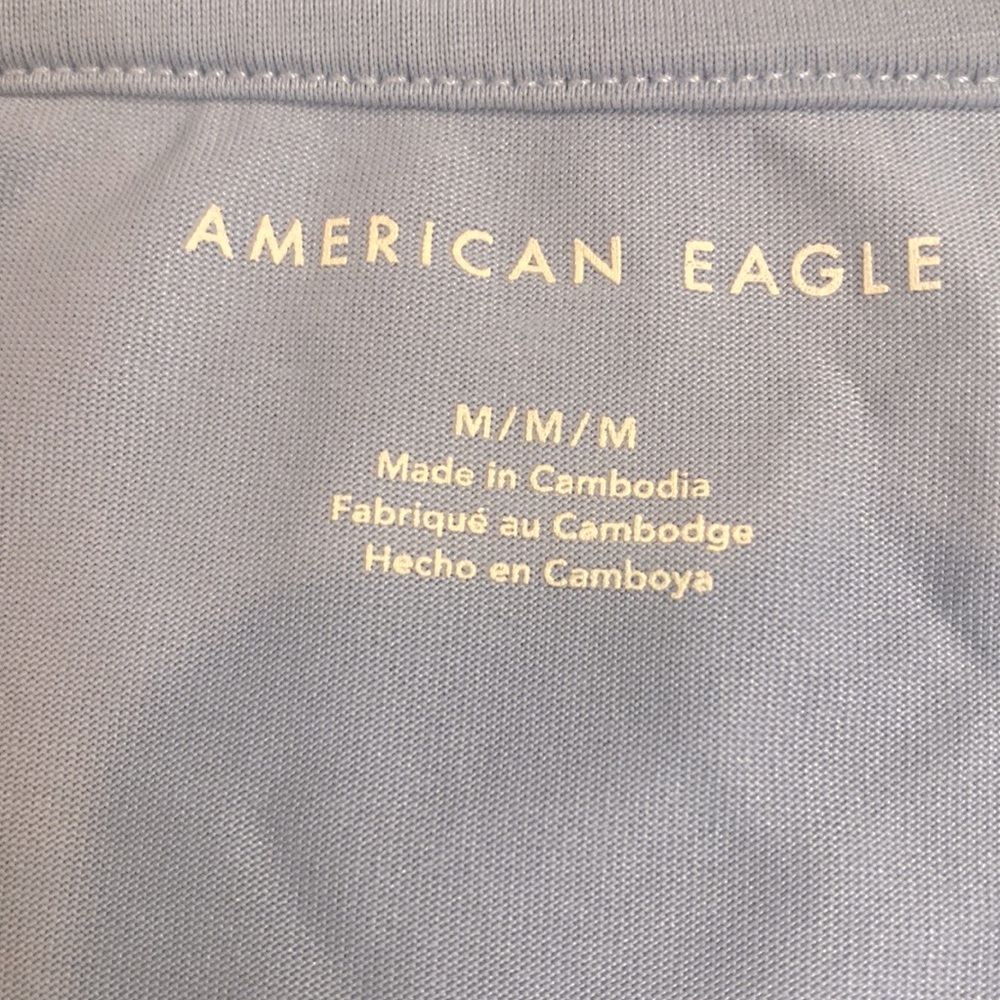 AMERICAN EAGLE
M/M/M
Made in Cambodia
Fabriqué au Cambodge
Hecho en Camboya